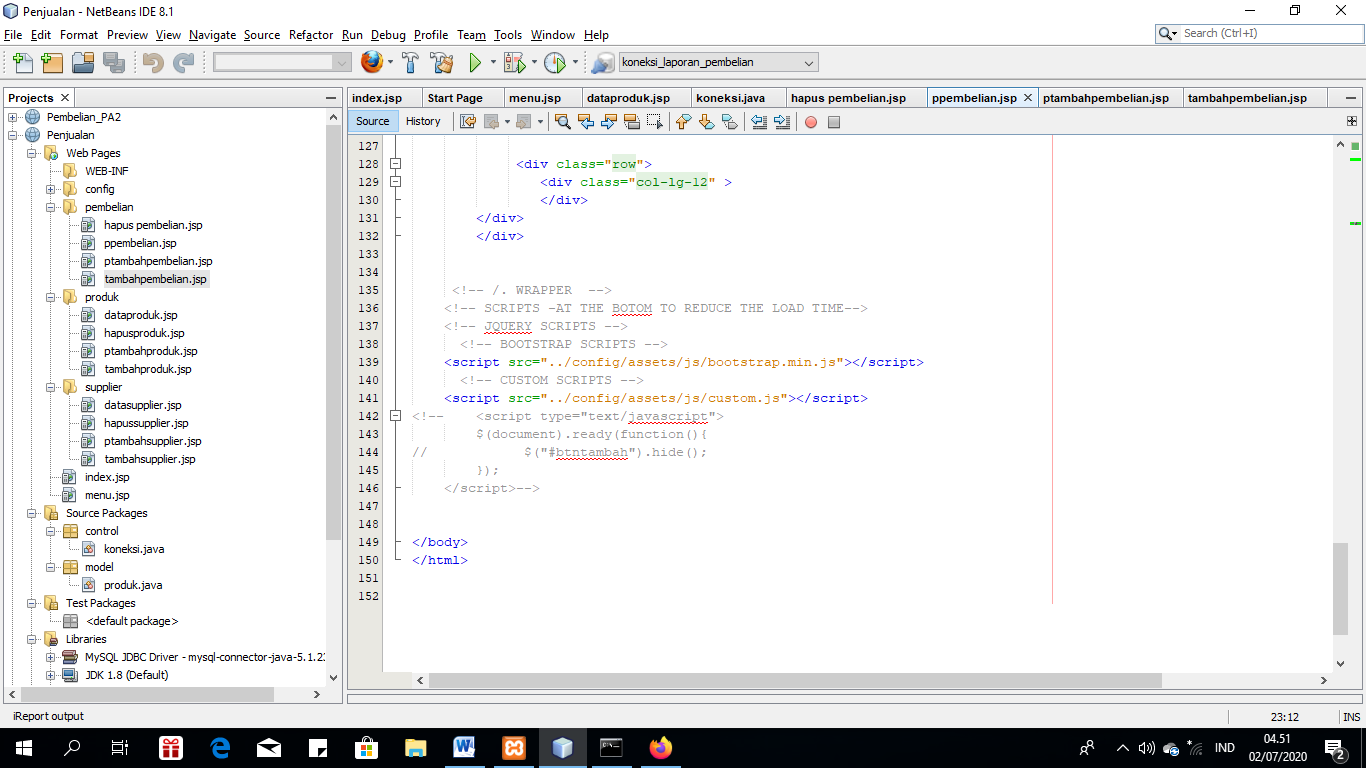 Penjualan - NetBeans IDE 8.1
File Edit Format Preview View Navigate Source Refactor Run Debug Profile Team Tools Window Help
Search (Ctrl+I)
koneksi_laporan_pembelian
Projects
index.jsp Start Page menu.jsp dataproduk.jsp koneksi.java hapus pembelian.jsp ppembelian.jsp ptambahpembelian.jsp tambahpembelian.jsp
Source History
Pembelian_PA2
Penjualan
Web Pages
WEB-INF
config
pembelian
hapus pembelian.jsp
ppembelian.jsp
ptambahpembelian.jsp
tambahpembelian.jsp
produk
dataproduk.jsp
hapusproduk.jsp
ptambahproduk.jsp
tambahproduk.jsp
supplier
datasupplier.jsp
hapussupplier.jsp
ptambahsupplier.jsp
tambahsupplier.jsp
index.jsp
menu.jsp
Source Packages
control
koneksi.java
model
produk.java
Test Packages
<default package>
Libraries
MySQL JDBC Driver - mysql-connector-java-5.1.23
JDK 1.8 (Default)
127
128 <div class="row">
129 <div class="col-lg-12" >
130 </div>
131 </div>
132 </div>
133
134
135 <!-- /. WRAPPER -->
136 <!-- SCRIPTS -AT THE BOTOM TO REDUCE THE LOAD TIME-->
137 <!-- JQUERY SCRIPTS -->
138 <!-- BOOTSTRAP SCRIPTS -->
139 <script src="../config/assets/js/bootstrap.min.js"></script>
140 <!-- CUSTOM SCRIPTS -->
141 <script src="../config/assets/js/custom.js"></script>
142 <!-- <script type="text/javascript">
143 $(document).ready(function(){
144 // $("#btntambah").hide();
145 });
146 </script>-->
147
148
149 </body>
150 </html>
151
152
iReport output
23:12 INS
IND
04.51
02/07/2020
2